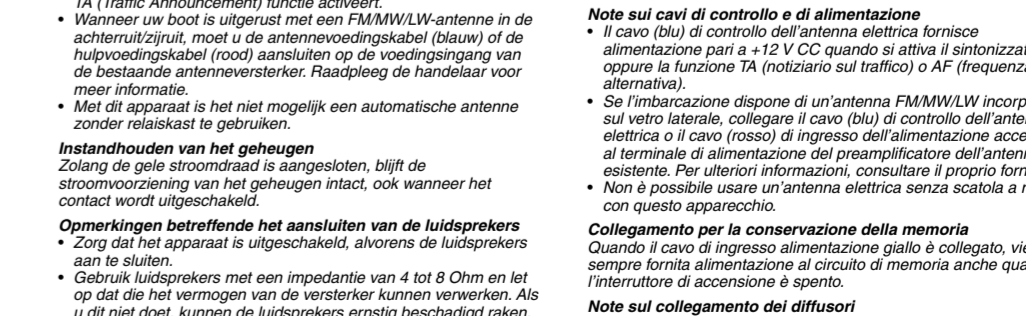 TA (Traffic Announcement) functie activeert.
• Wanneer uw boot is uitgerust met een FM/MW/LW-antenne in de
achterruit/zijruit, moet u de antennevoedingskabel (blauw) of de
hulpvoedingskabel (rood) aansluiten op de voedingsingang van
de bestaande antenneversterker. Raadpleeg de handelaar voor
meer informatie.
• Met dit apparaat is het niet mogelijk een automatische antenne
zonder relaiskast te gebruiken.
Instandhouden van het geheugen
Zolang de gele stroomdraad is aangesloten, blijft de
stroomvoorziening van het geheugen intact, ook wanneer het
contact wordt uitgeschakeld.
Opmerkingen betreffende het aansluiten van de luidsprekers
• Zorg dat het apparaat is uitgeschakeld, alvorens de luidsprekers
aan te sluiten.
• Gebruik luidsprekers met een impedantie van 4 tot 8 Ohm en let
op dat die het vermogen van de versterker kunnen verwerken. Als
u dit niet doet, kunnen de luidsprekers ernstig beschadigd raken.
Note sui cavi di controllo e di alimentazione
• Il cavo (blu) di controllo dell'antenna elettrica fornisce
alimentazione pari a +12 V CC quando si attiva il sintonizzat
oppure la funzione TA (notiziario sul traffico) o AF (frequenza
alternativa).
• Se l'imbarcazione dispone di un'antenna FM/MW/LW incorp
sul vetro laterale, collegare il cavo (blu) di controllo dell'anten
elettrica o il cavo (rosso) di ingresso dell'alimentazione acce
al terminale di alimentazione del preamplificatore dell'antenn
esistente. Per ulteriori informazioni, consultare il proprio forn
• Non è possibile usare un'antenna elettrica senza scatola a r
con questo apparecchio.
Collegamento per la conservazione della memoria
Quando il cavo di ingresso alimentazione giallo è collegato, vie
sempre fornita alimentazione al circuito di memoria anche qua
l'interruttore di accensione è spento.
Note sul collegamento dei diffusori